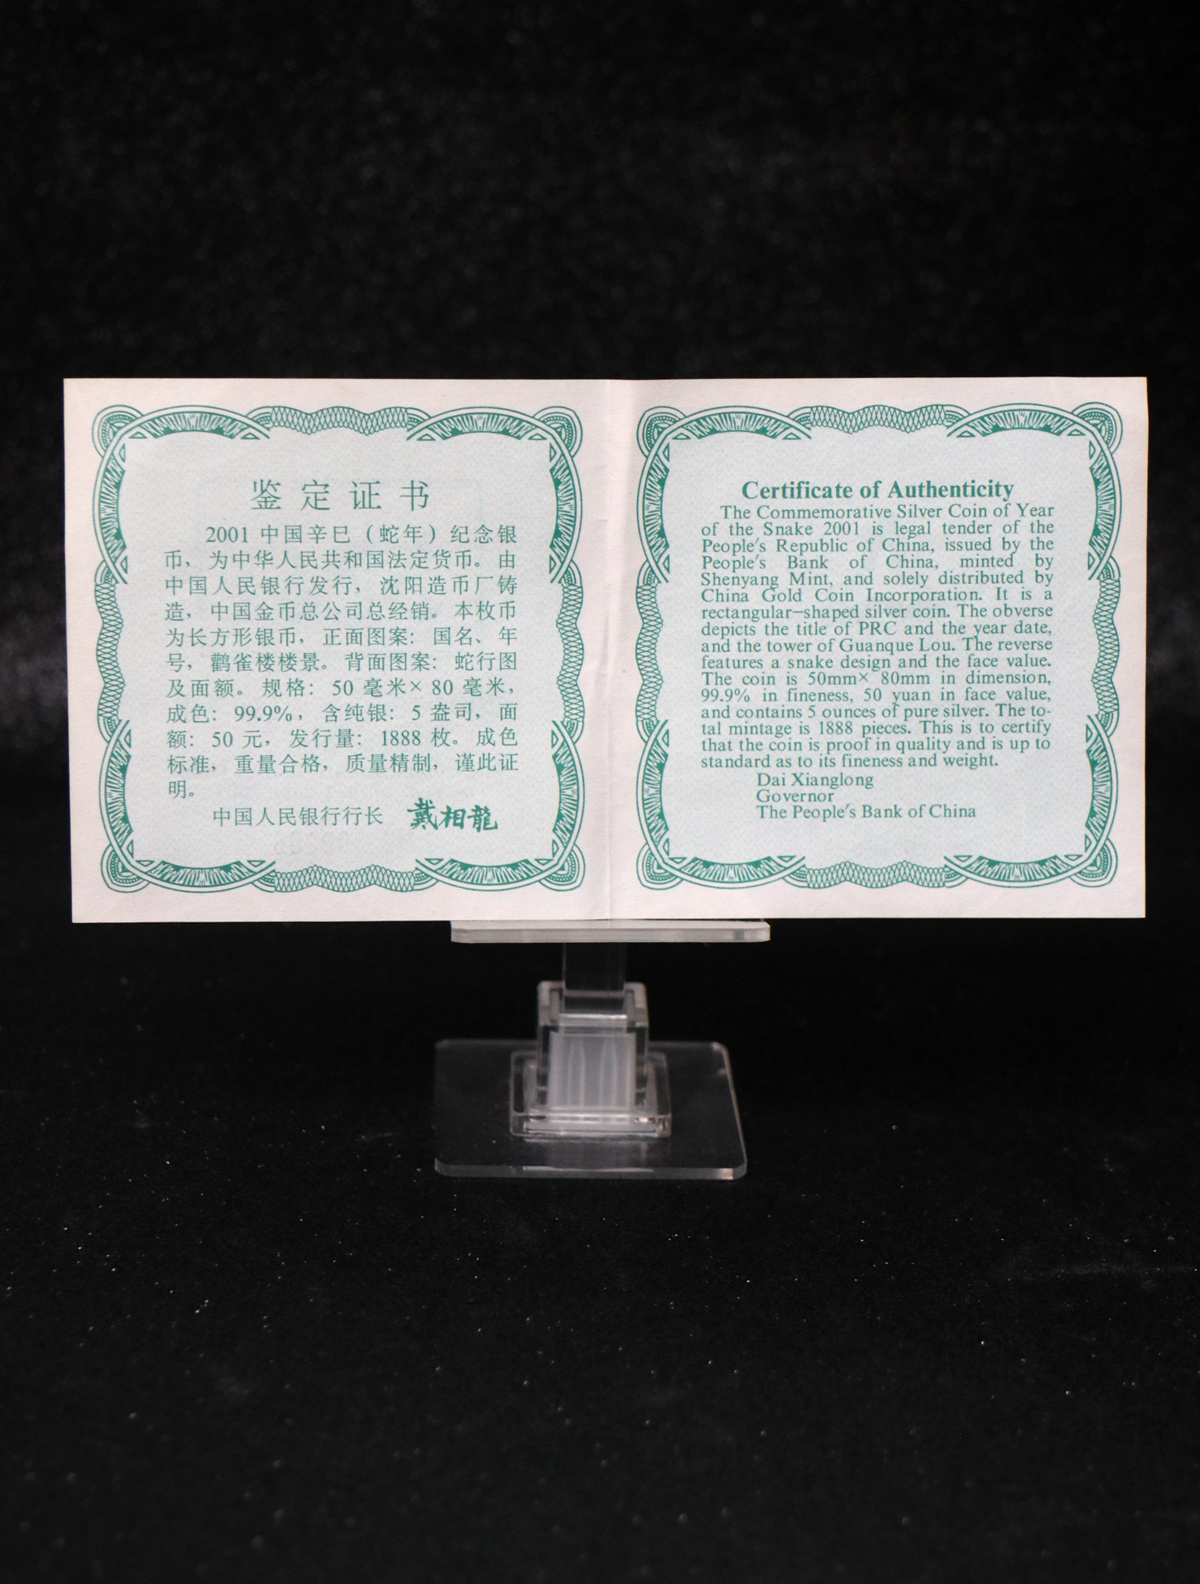 鉴定证书
2001 中国辛巳（蛇年）纪念银
币，为中华人民共和国法定货币。由
中国人民银行发行，沈阳造币厂铸
造，中国金币总公司总经销。本枚币
为长方形银币，正面图案：国名、年
号，鹳雀楼楼景。背面图案：蛇行图
及面额。规格：50 毫米× 80 毫米，
成色：99.9%，含纯银：5 盎司，面
额：50 元，发行量：1888 枚。成色
标准，重量合格，质量精制，谨此证
明。
中国人民银行行长 戴相龍
Certificate of Authenticity
The Commemorative Silver Coin of Year
of the Snake 2001 is legal tender of the
People's Republic of China, issued by the
People's Bank of China, minted by
Shenyang Mint, and solely distributed by
China Gold Coin Incorporation. It is a
rectangular-shaped silver coin. The obverse
depicts the title of PRC and the year date,
and the tower of Guanque Lou. The reverse
features a snake design and the face value.
The coin is 50mm× 80mm in dimension,
99.9% in fineness, 50 yuan in face value,
and contains 5 ounces of pure silver. The to-
tal mintage is 1888 pieces. This is to certify
that the coin is proof in quality and is up to
standard as to its fineness and weight.
Dai Xianglong
Governor
The People's Bank of China